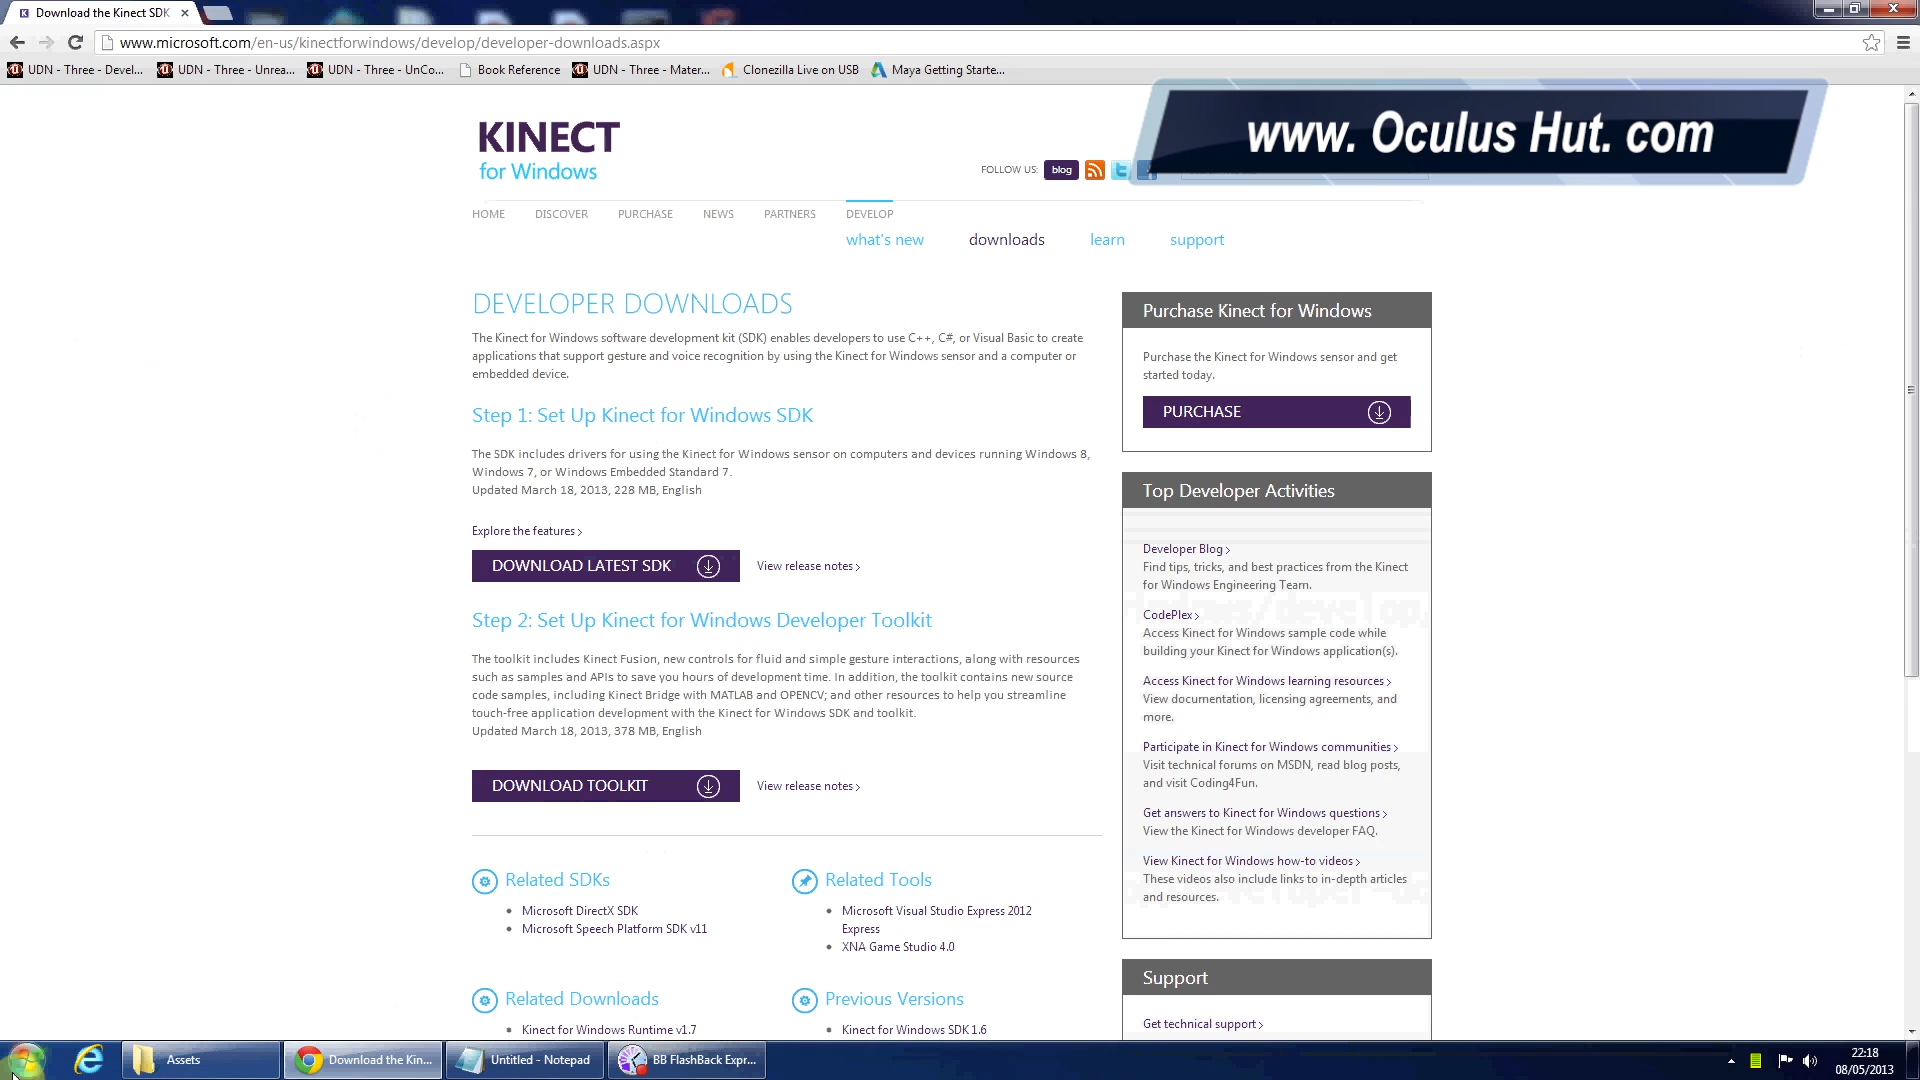 Download the Kinect SDK
www.microsoft.com/en-us/kinectforwindows/develop/developer-downloads.aspx
UDN - Three - Devel...
UDN - Three - Unrea...
UDN - Three - UnCo...
Book Reference
UDN - Three - Mater...
Clonezilla Live on USB
Maya Getting Starte...
www. Oculus Hut. com
KINECT
for Windows
FOLLOW US: blog
HOME DISCOVER PURCHASE NEWS PARTNERS DEVELOP
what's new downloads learn support
DEVELOPER DOWNLOADS
The Kinect for Windows software development kit (SDK) enables developers to use C++, C#, or Visual Basic to create
applications that support gesture and voice recognition by using the Kinect for Windows sensor and a computer or
embedded device.
Step 1: Set Up Kinect for Windows SDK
The SDK includes drivers for using the Kinect for Windows sensor on computers and devices running Windows 8,
Windows 7, or Windows Embedded Standard 7.
Updated March 18, 2013, 228 MB, English
Explore the features ›
DOWNLOAD LATEST SDK
View release notes ›
Step 2: Set Up Kinect for Windows Developer Toolkit
The toolkit includes Kinect Fusion, new controls for fluid and simple gesture interactions, along with resources
such as samples and APIs to save you hours of development time. In addition, the toolkit contains new source
code samples, including Kinect Bridge with MATLAB and OPENCV; and other resources to help you streamline
touch-free application development with the Kinect for Windows SDK and toolkit.
Updated March 18, 2013, 378 MB, English
DOWNLOAD TOOLKIT
View release notes ›
Related SDKs
• Microsoft DirectX SDK
• Microsoft Speech Platform SDK v11
Related Tools
• Microsoft Visual Studio Express 2012
Express
• XNA Game Studio 4.0
Related Downloads
• Kinect for Windows Runtime v1.7
Previous Versions
• Kinect for Windows SDK 1.6
Purchase Kinect for Windows
Purchase the Kinect for Windows sensor and get
started today.
PURCHASE
Top Developer Activities
Developer Blog ›
Find tips, tricks, and best practices from the Kinect
for Windows Engineering Team.
CodePlex ›
Access Kinect for Windows sample code while
building your Kinect for Windows application(s).
Access Kinect for Windows learning resources ›
View documentation, licensing agreements, and
more.
Participate in Kinect for Windows communities ›
Visit technical forums on MSDN, read blog posts,
and visit Coding4Fun.
Get answers to Kinect for Windows questions ›
View the Kinect for Windows developer FAQ.
View Kinect for Windows how-to videos ›
These videos also include links to in-depth articles
and resources.
Support
Get technical support ›
Assets
Download the Kin...
Untitled - Notepad
BB FlashBack Expr...
22:18
08/05/2013